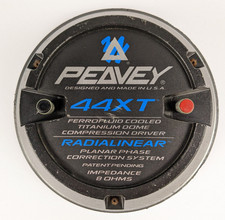 PEAVEY
DESIGNED AND MADE IN U.S.A.
44XT
FERROFLUID COOLED
TITANIUM DOME
COMPRESSION DRIVER
RADIALINEAR™
PLANAR PHASE
CORRECTION SYSTEM
PATENT PENDING
IMPEDANCE
8 OHMS